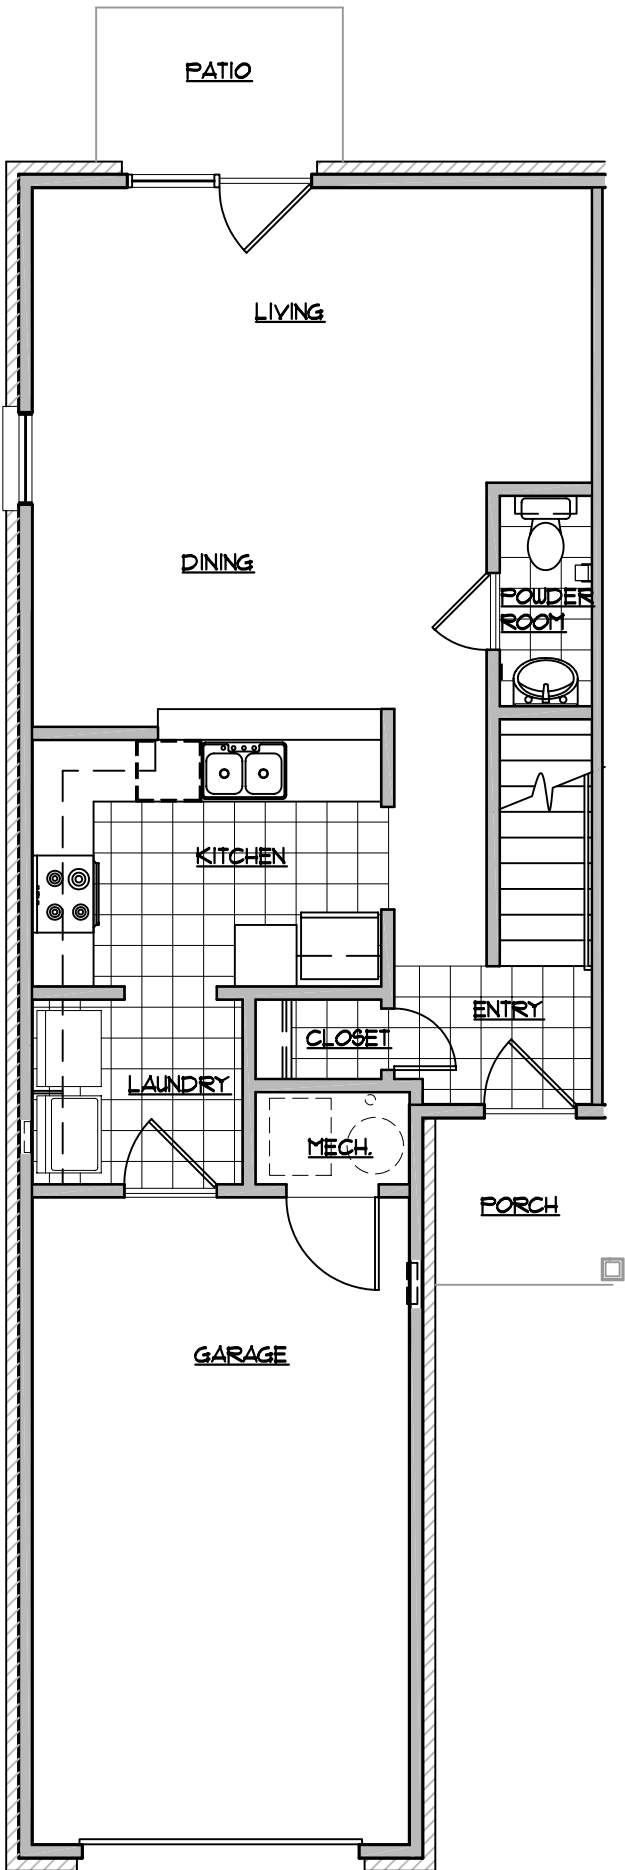 PATIO
LIVING
DINING
POWDER
ROOM
KITCHEN
ENTRY
CLOSET
LAUNDRY
MECH.
PORCH
GARAGE